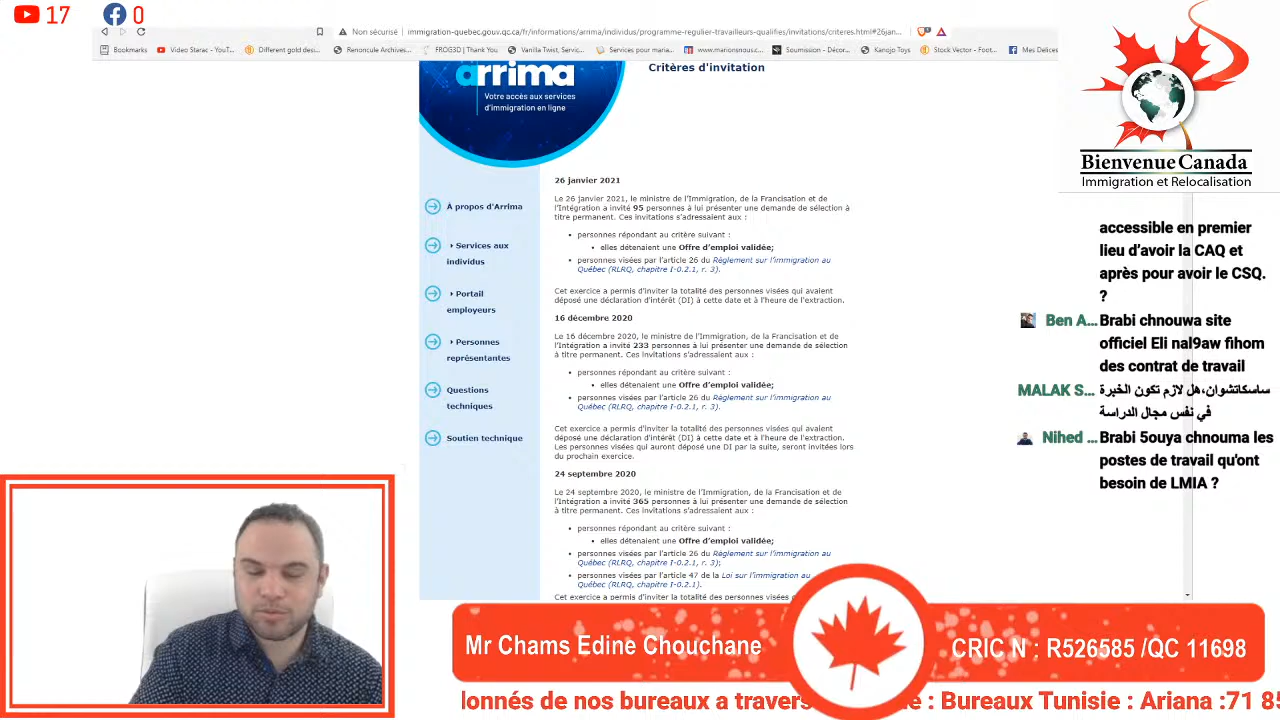 17
0
Non sécurisé
immigration-quebec.gouv.qc.ca/fr/informations/arrima/individus/programme-regulier-travailleurs-qualifies/invitations/criteres.html#26jan...
Bookmarks
Video Sterac - YouT...
Different gold des...
Renoncule Archives...
FROG3D | Thank You
Vanilla Twist, Servic...
Services pour maria...
www.marionsnous....
Soumission - Décor...
Kanojo Toys
Stock Vector - Foot...
Mes Delices
arrima
Votre accès aux services
d'immigration en ligne
Critères d'invitation
À propos d'Arrima
Services aux
individus
Portail
employeurs
Personnes
représentantes
Questions
techniques
Soutien technique
26 janvier 2021
Le 26 janvier 2021, le ministre de l'Immigration, de la Francisation et de
l'Intégration a invité 95 personnes à lui présenter une demande de sélection à
titre permanent. Ces invitations s'adressaient aux :
• personnes répondant au critère suivant :
• elles détenaient une Offre d'emploi validée;
• personnes visées par l'article 26 du Règlement sur l'immigration au
Québec (RLRQ, chapitre I-0.2.1, r. 3).
Cet exercice a permis d'inviter la totalité des personnes visées qui avaient
déposé une déclaration d'intérêt (DI) à cette date et à l'heure de l'extraction.
16 décembre 2020
Le 16 décembre 2020, le ministre de l'Immigration, de la Francisation et de
l'Intégration a invité 233 personnes à lui présenter une demande de sélection
à titre permanent. Ces invitations s'adressaient aux :
• personnes répondant au critère suivant :
• elles détenaient une Offre d'emploi validée;
• personnes visées par l'article 26 du Règlement sur l'immigration au
Québec (RLRQ, chapitre I-0.2.1, r. 3).
Cet exercice a permis d'inviter la totalité des personnes visées qui avaient
déposé une déclaration d'intérêt (DI) à cette date et à l'heure de l'extraction.
Les personnes visées qui auront déposé une DI par la suite, seront invitées lors
du prochain exercice.
24 septembre 2020
Le 24 septembre 2020, le ministre de l'Immigration, de la Francisation et de
l'Intégration a invité 365 personnes à lui présenter une demande de sélection
à titre permanent. Ces invitations s'adressaient aux :
• personnes répondant au critère suivant :
• elles détenaient une Offre d'emploi validée;
• personnes visées par l'article 26 du Règlement sur l'immigration au
Québec (RLRQ, chapitre I-0.2.1, r. 3);
• personnes visées par l'article 47 de la Loi sur l'immigration au
Québec (RLRQ, chapitre I-0.2.1).
Cet exercice a permis d'inviter la totalité des personnes visées
Bienvenue Canada
Immigration et Relocalisation
accessible en premier
lieu d'avoir la CAQ et
après pour avoir le CSQ.
?
Ben A... Brabi chnouwa site
officiel Eli nal9aw fihom
des contrat de travail
MALAK S... ساسكاتشوان،هل لازم تكون الخبرة
في نفس مجال الدراسة
Nihed ... Brabi 5ouya chnouma les
postes de travail qu'ont
besoin de LMIA ?
Mr Chams Edine Chouchane
CRIC N : R526585 /QC 11698
donnés de nos bureaux a travers
: Bureaux Tunisie : Ariana :71 85